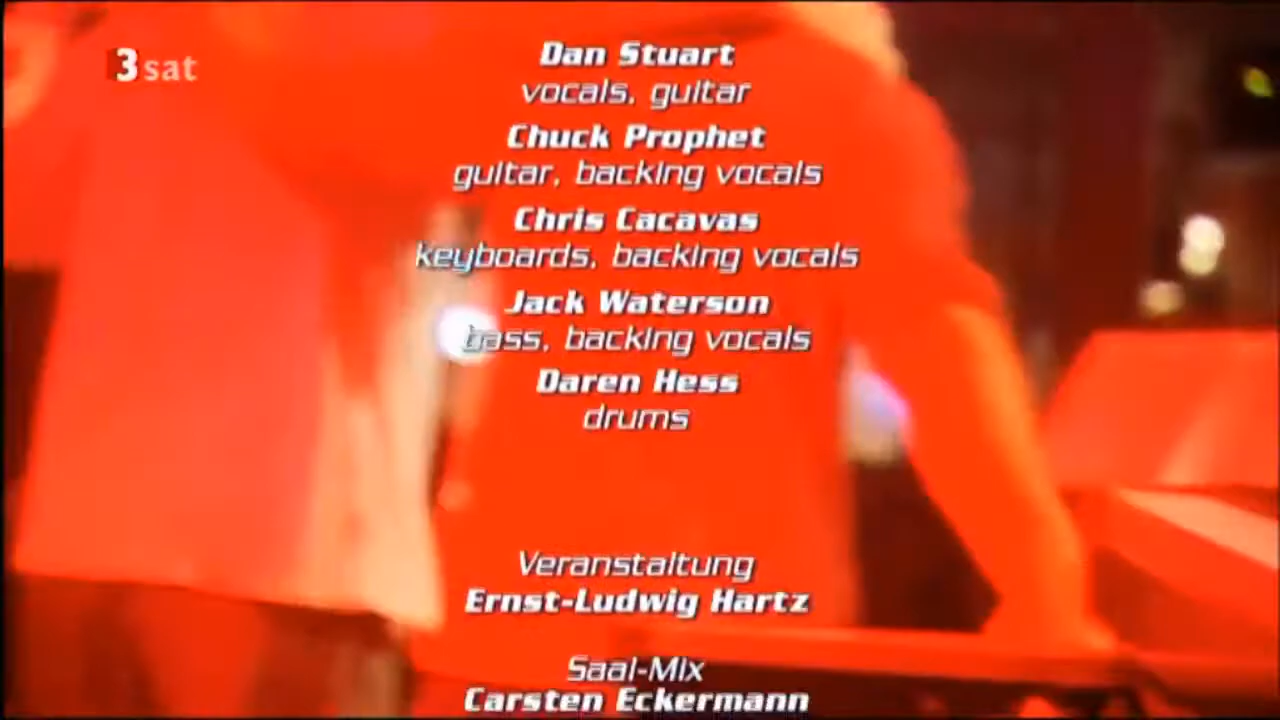 3sat
Dan Stuart
vocals, guitar
Chuck Prophet
guitar, backing vocals
Chris Cacavas
keyboards, backing vocals
Jack Waterson
bass, backing vocals
Daren Hess
drums
Veranstaltung
Ernst-Ludwig Hartz
Saal-Mix
Carsten Eckermann